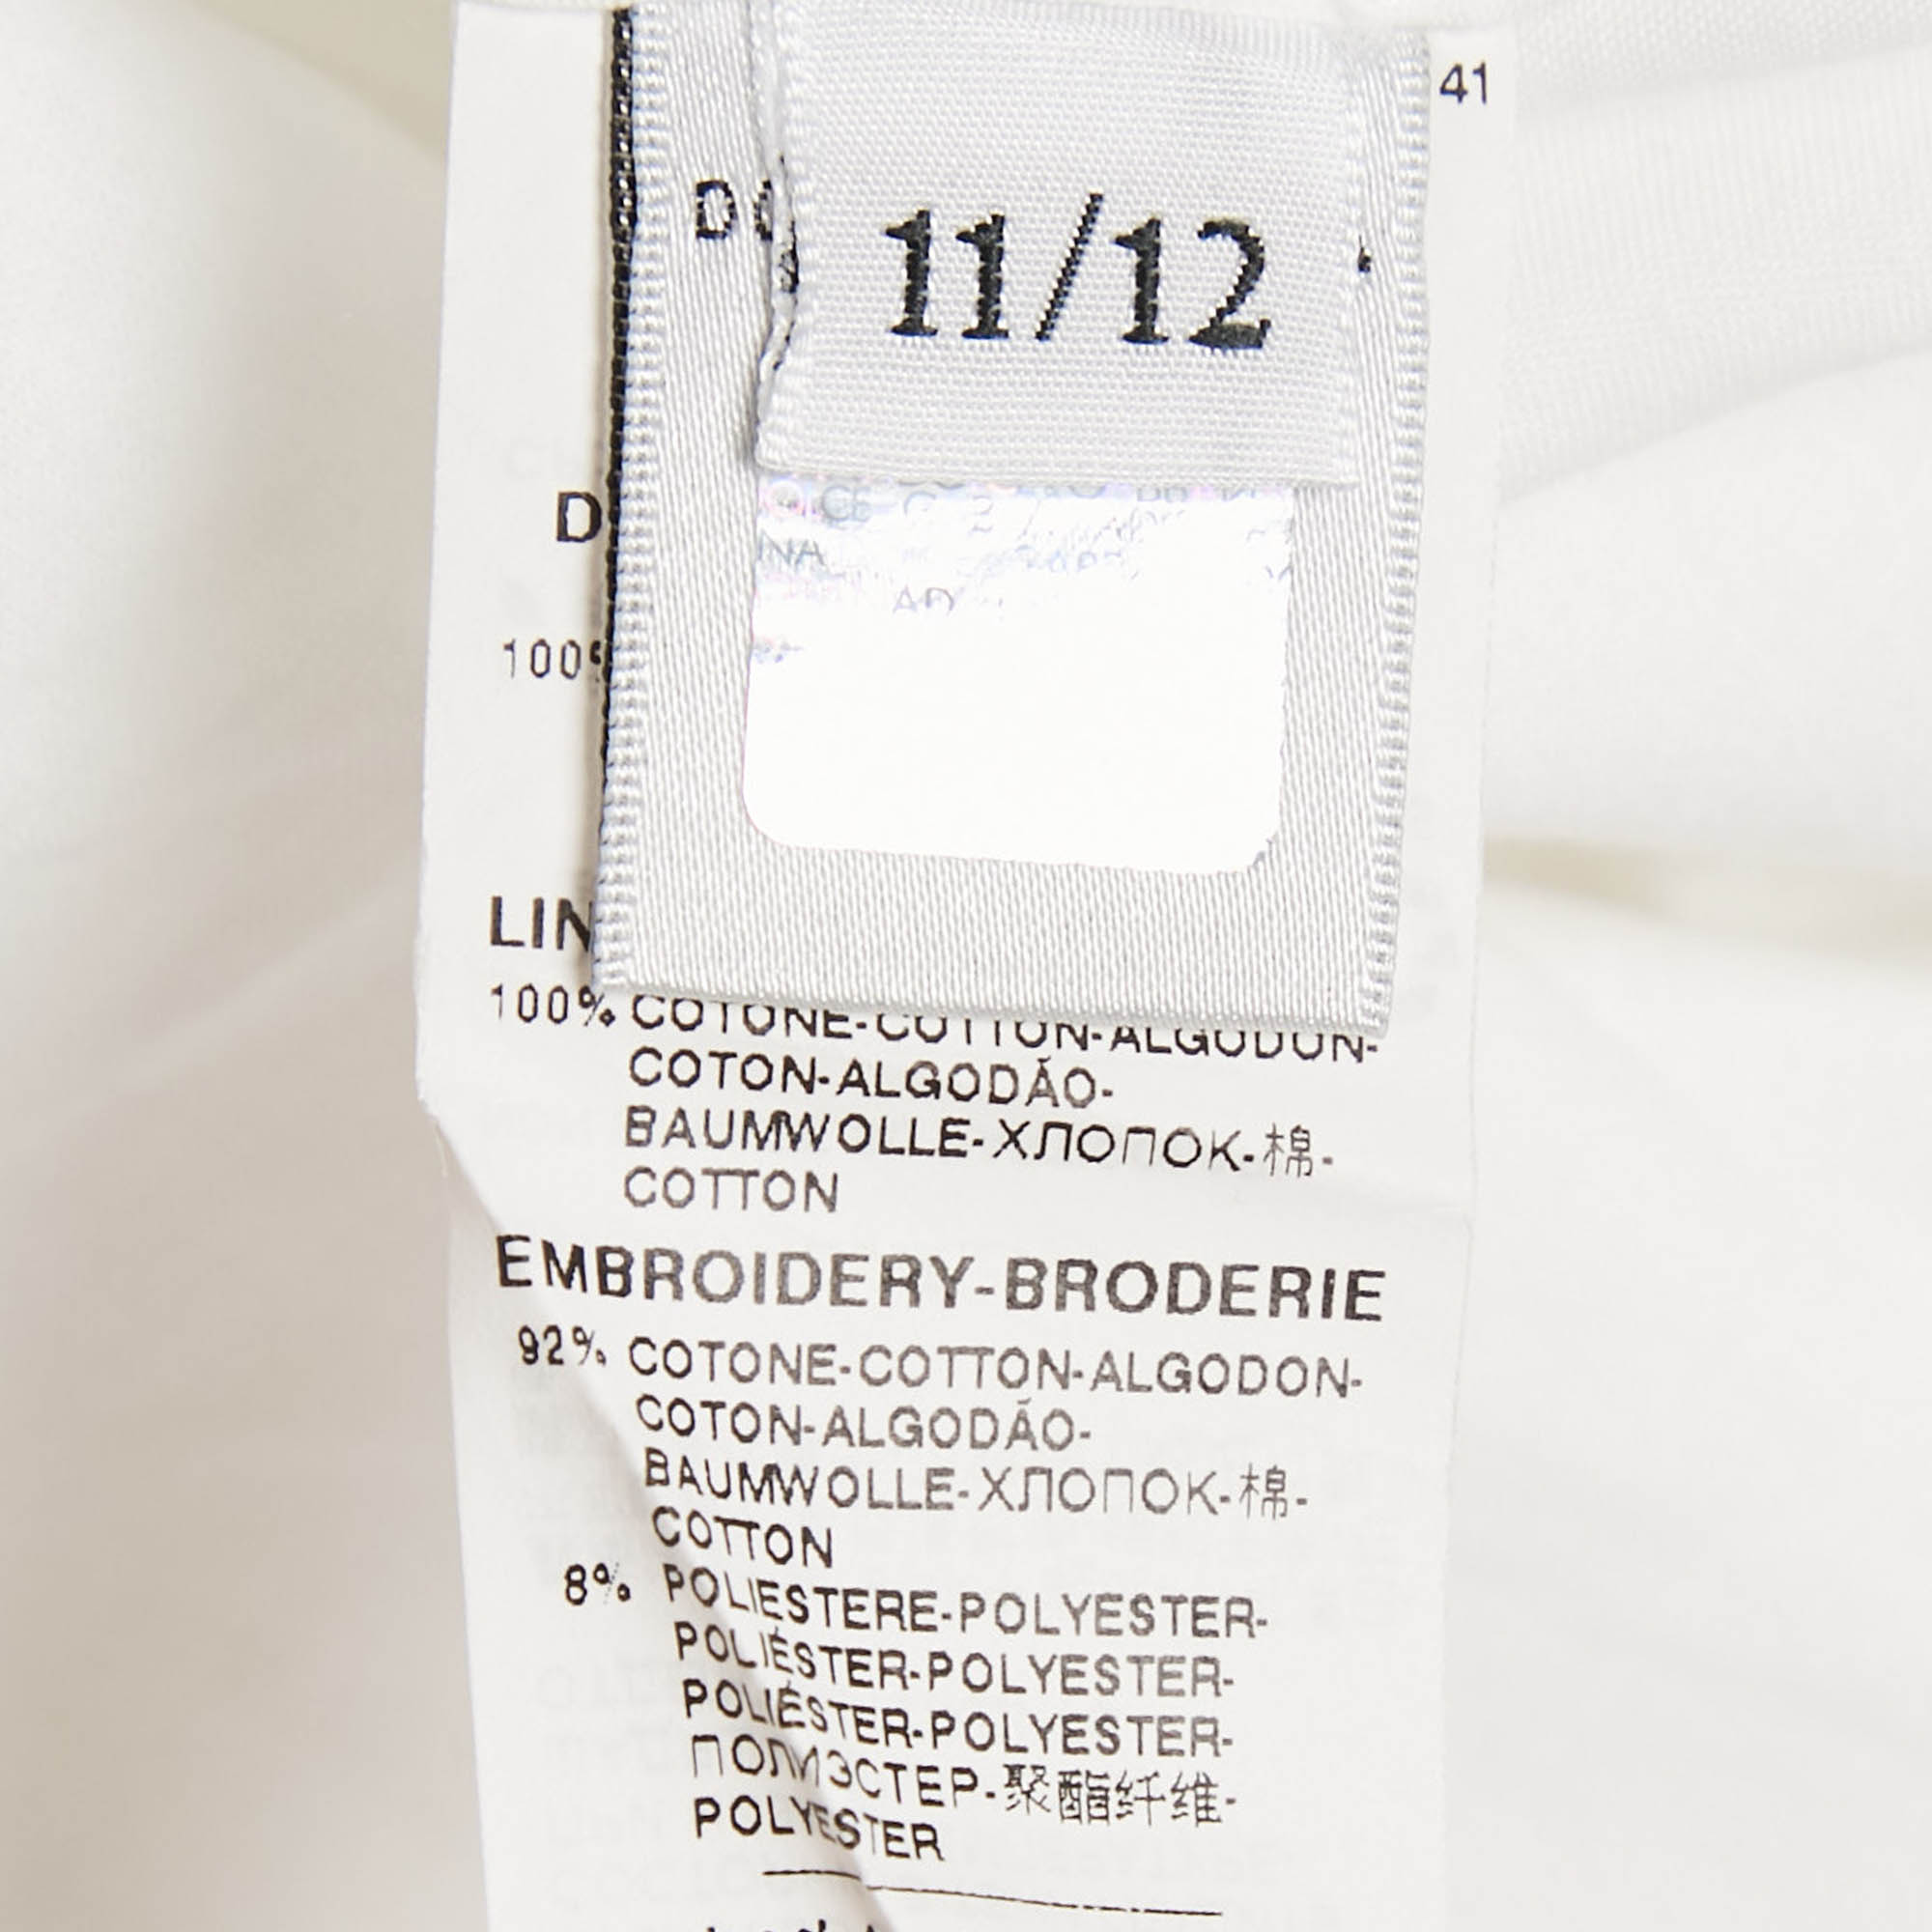 41
11/12
100%
100% COTONE-COTTON-ALGODON-
COTON-ALGODÃO-
BAUMWOLLE-ХЛОПОК-棉-
COTTON
EMBROIDERY-BRODERIE
92% COTONE-COTTON-ALGODON-
COTON-ALGODÃO-
BAUMWOLLE-ХЛОПОК-棉-
COTTON
8% POLIESTERE-POLYESTER-
POLIÉSTER-POLYESTER-
POLIÉSTER-POLYESTER-
ПОЛИЭСТЕР-聚酯纤维-
POLYESTER